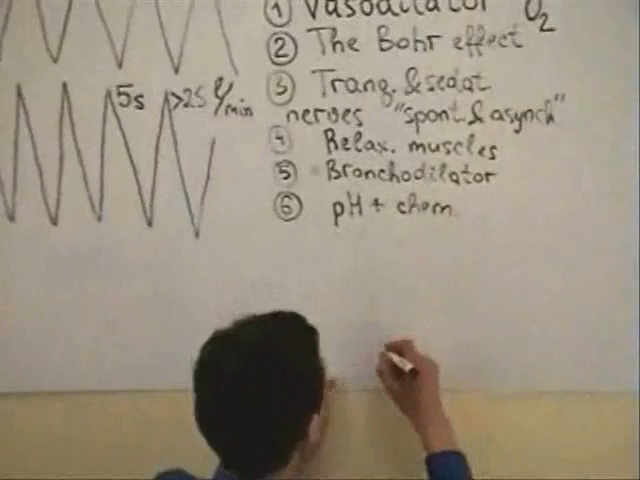 ① Vasodilator O2
② The Bohr effect
5s >25 ℓ/min
③ Tranq. & sedat.
nerves "spont. & asynch"
④ Relax. muscles
⑤ Bronchodilator
⑥ pH + chem.